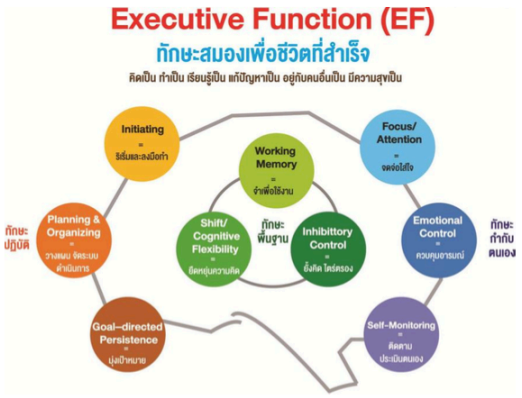 Executive Function (EF)
ทักษะสมองเพื่อชีวิตที่สำเร็จ
คิดเป็น ทำเป็น เรียนรู้เป็น แก้ปัญหาเป็น อยู่กับคนอื่นเป็น มีความสุขเป็น
Initiating
=
ริเริ่มและลงมือทำ
Focus/
Attention
=
จดจ่อใส่ใจ
Working
Memory
=
จำเพื่อใช้งาน
ทักษะ
ปฏิบัติ
Planning &
Organizing
=
วางแผน จัดระบบ
ดำเนินการ
Shift/
Cognitive
Flexibility
=
ยืดหยุ่นความคิด
ทักษะ
พื้นฐาน
Inhibittory
Control
=
ยั้งคิด ไตร่ตรอง
Emotional
Control
=
ควบคุมอารมณ์
ทักษะ
กำกับ
ตนเอง
Goal–directed
Persistence
=
มุ่งเป้าหมาย
Self-Monitoring
=
ติดตาม
ประเมินตนเอง